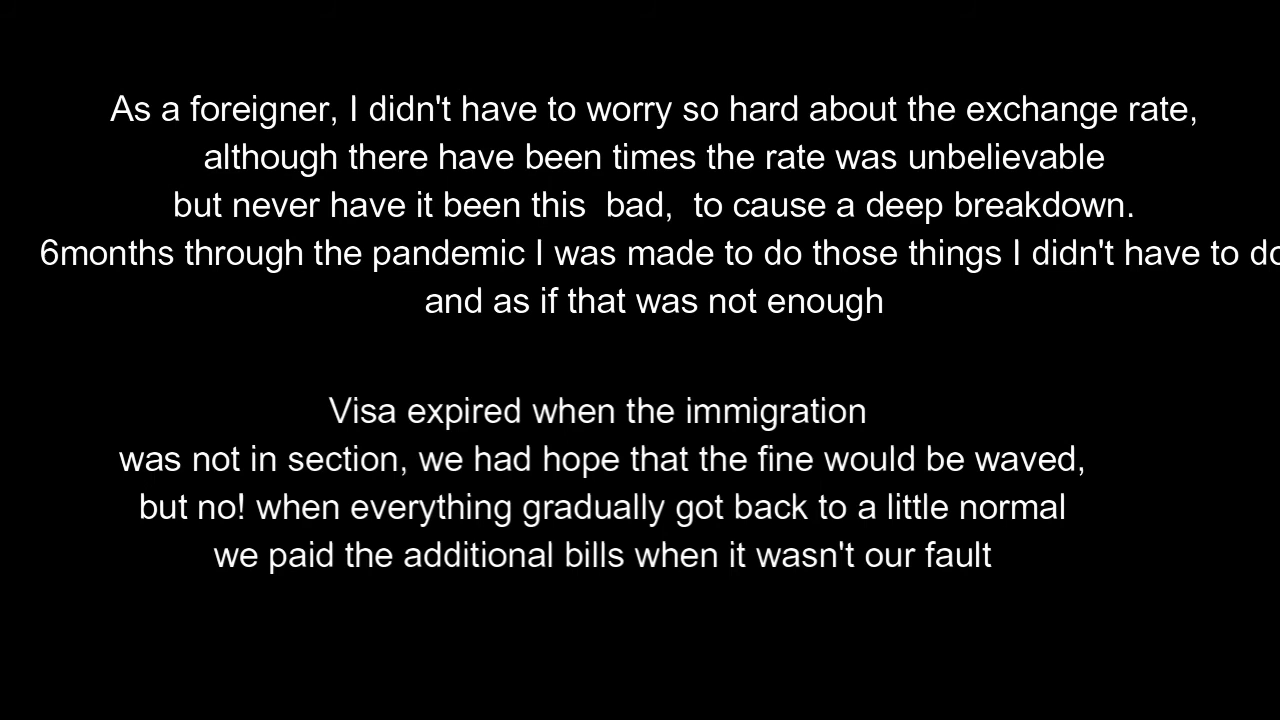 As a foreigner, I didn't have to worry so hard about the exchange rate,
although there have been times the rate was unbelievable
but never have it been this  bad,  to cause a deep breakdown.
6months through the pandemic I was made to do those things I didn't have to do
and as if that was not enough
Visa expired when the immigration
was not in section, we had hope that the fine would be waved,
but no! when everything gradually got back to a little normal
we paid the additional bills when it wasn't our fault